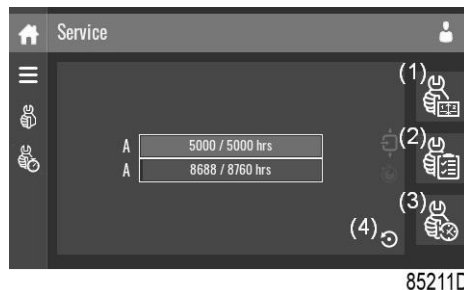 Service
(1)
A 5000 / 5000 hrs
(2)
A 8688 / 8760 hrs
(3)
(4)
85211D